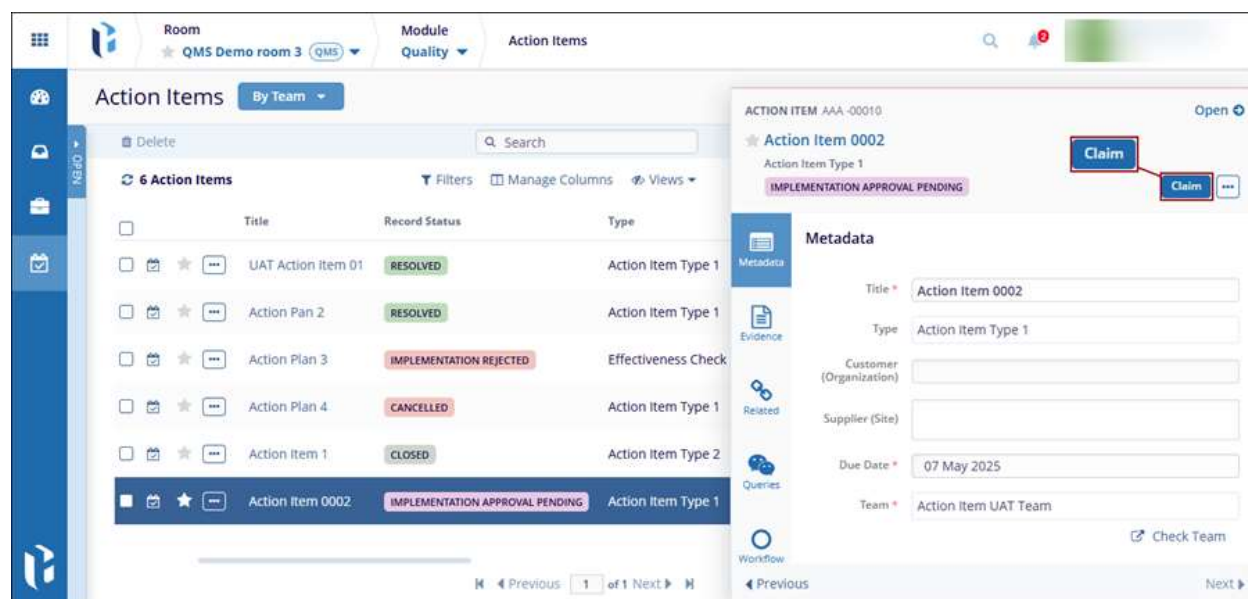 Room
QMS Demo room 3 QMS
Module
Quality
Action Items
2
Action Items
By Team
OPEN
Delete
Search
6 Action Items
Filters
Manage Columns
Views
Title
Record Status
Type
UAT Action Item 01
RESOLVED
Action Item Type 1
Action Pan 2
RESOLVED
Action Item Type 1
Action Plan 3
IMPLEMENTATION REJECTED
Effectiveness Check
Action Plan 4
CANCELLED
Action Item Type 1
Action Item 1
CLOSED
Action Item Type 2
Action Item 0002
IMPLEMENTATION APPROVAL PENDING
Action Item Type 1
Previous 1 of 1 Next
ACTION ITEM AAA -00010
Open
Action Item 0002
Action Item Type 1
IMPLEMENTATION APPROVAL PENDING
Claim
Claim
Metadata
Evidence
Related
Queries
Workflow
Metadata
Title * Action Item 0002
Type Action Item Type 1
Customer
(Organization)
Supplier (Site)
Due Date * 07 May 2025
Team * Action Item UAT Team
Check Team
Previous
Next